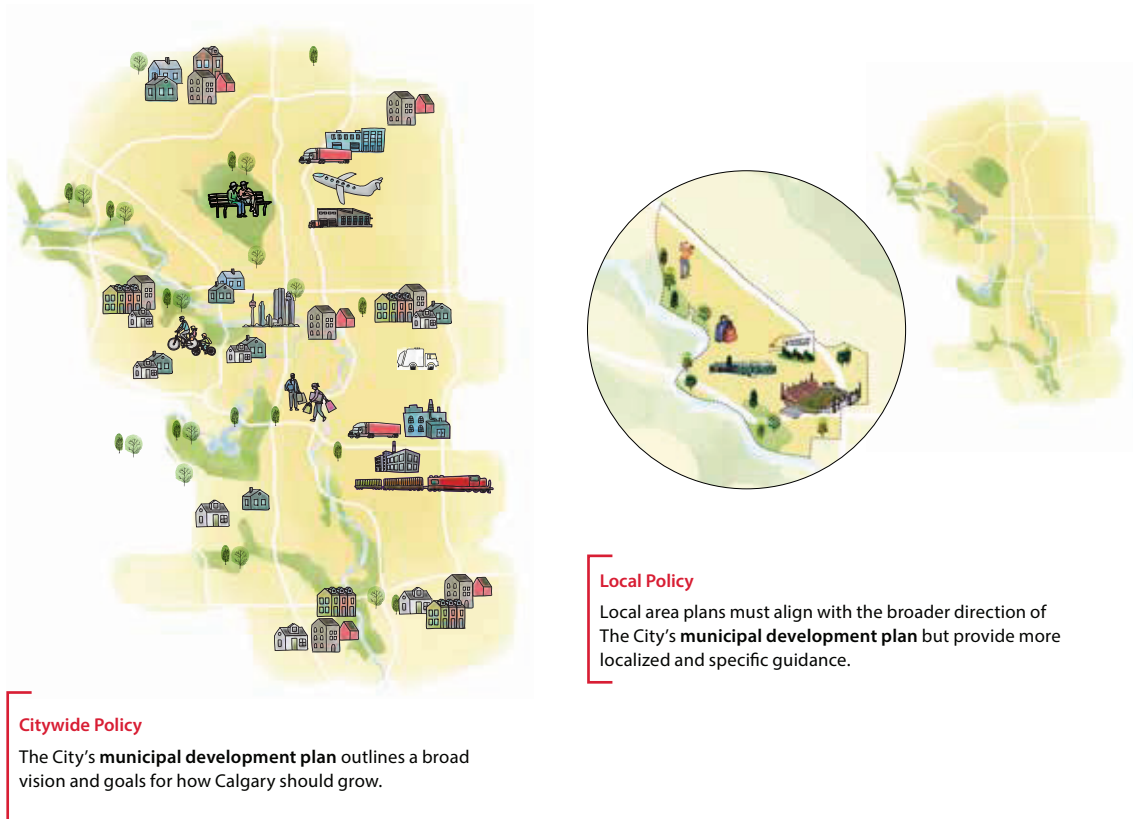 Citywide Policy
The City's municipal development plan outlines a broad
vision and goals for how Calgary should grow.
Local Policy
Local area plans must align with the broader direction of
The City's municipal development plan but provide more
localized and specific guidance.